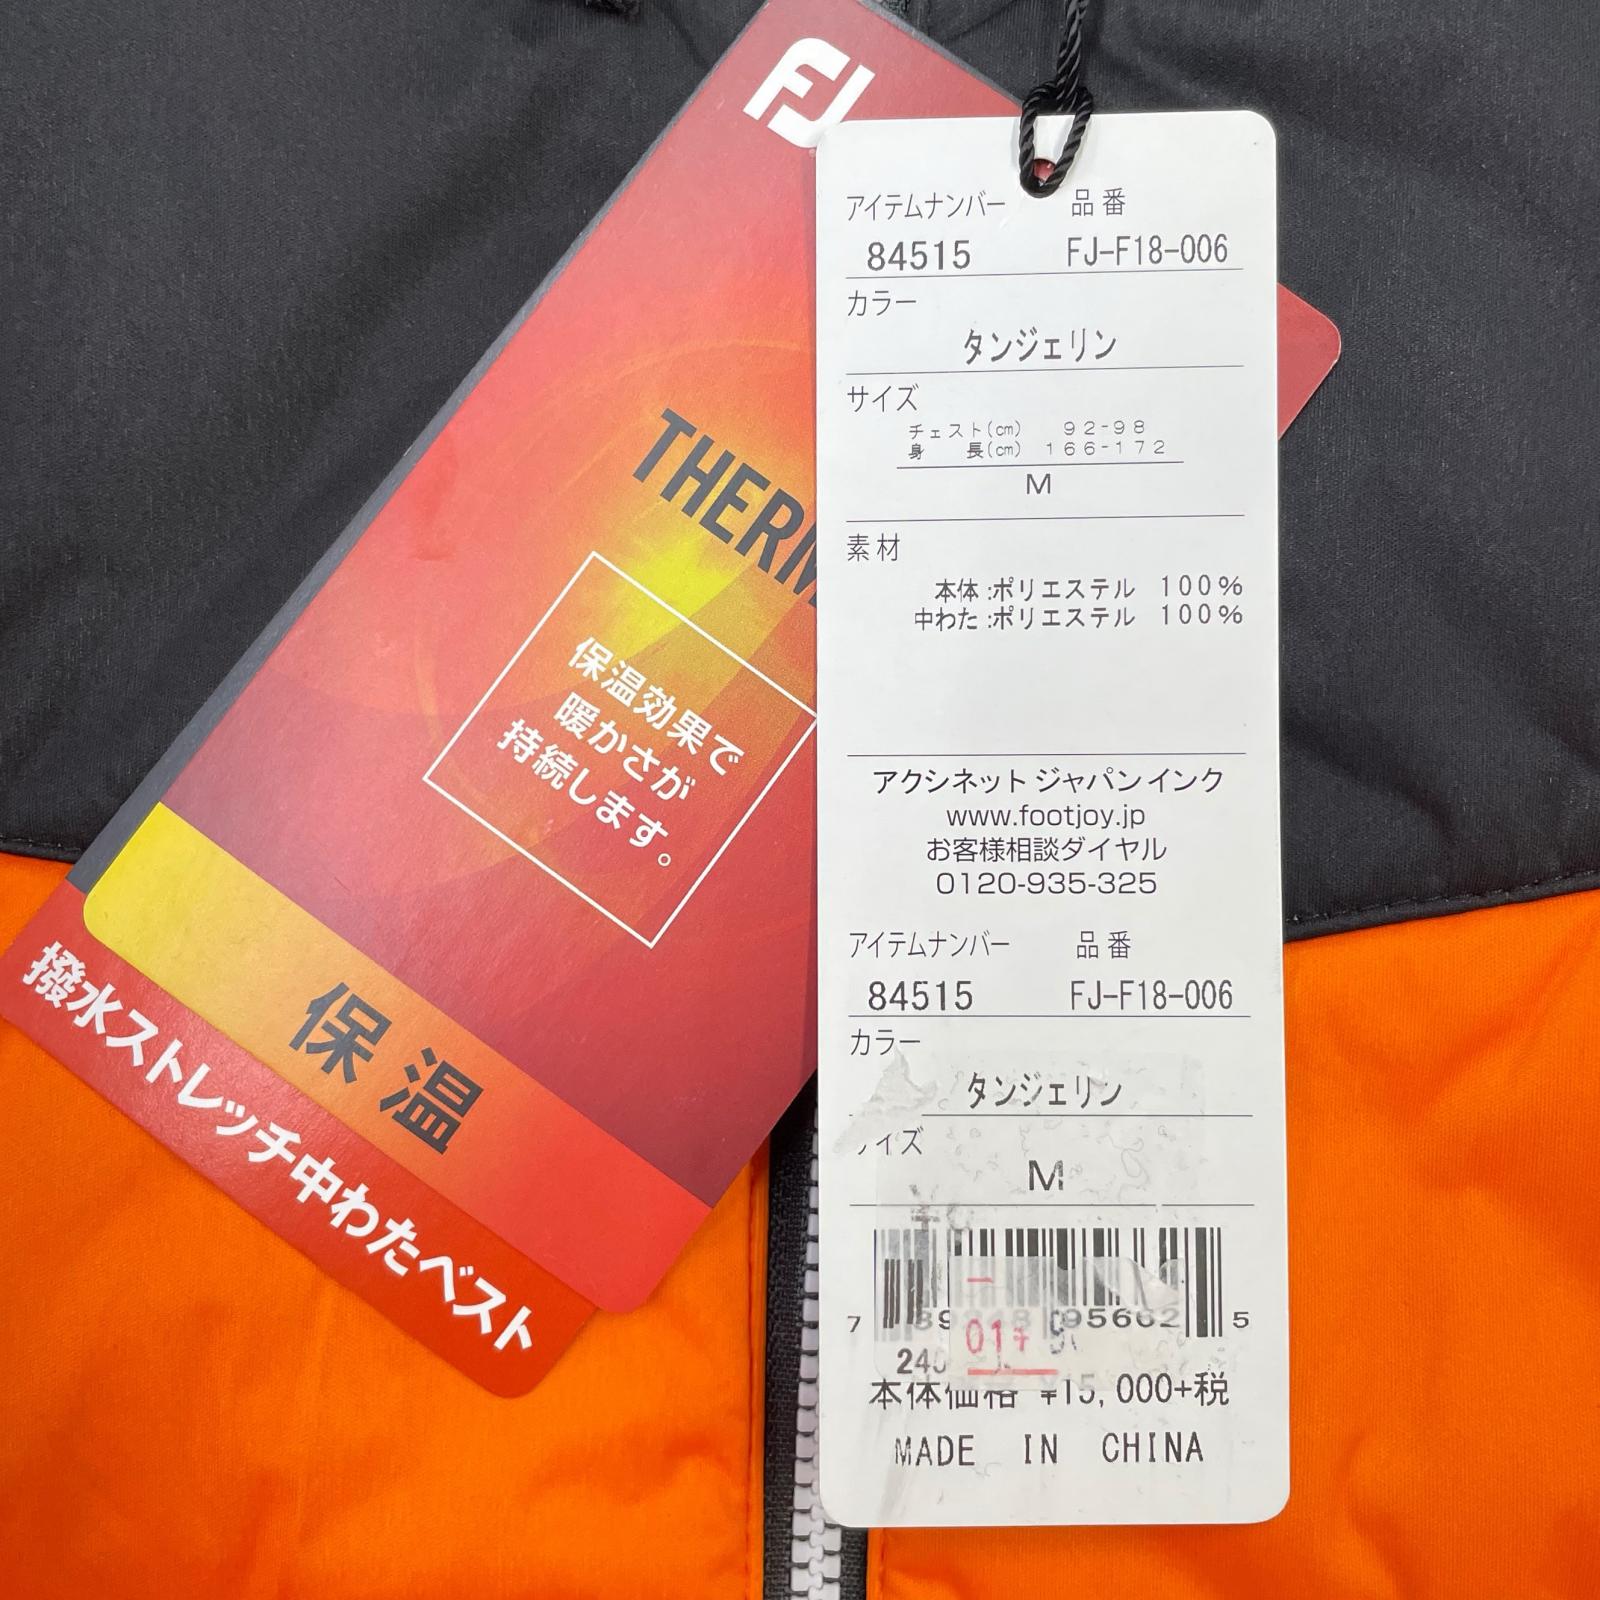 FJ
THERM
保温効果で
暖かさが
持続します。
保温
撥水ストレッチ中わたベスト
アイテムナンバー 品番
84515 FJ-F18-006
カラー
タンジェリン
サイズ
チェスト(cm) 92-98
身長(cm) 166-172
M
素材
本体:ポリエステル 100%
中わた:ポリエステル 100%
アクシネット ジャパン インク
www.footjoy.jp
お客様相談ダイヤル
0120-935-325
アイテムナンバー 品番
84515 FJ-F18-006
カラー
タンジェリン
イズ
M
7 95662 5
240
本体価格 ¥15,000+税
MADE IN CHINA